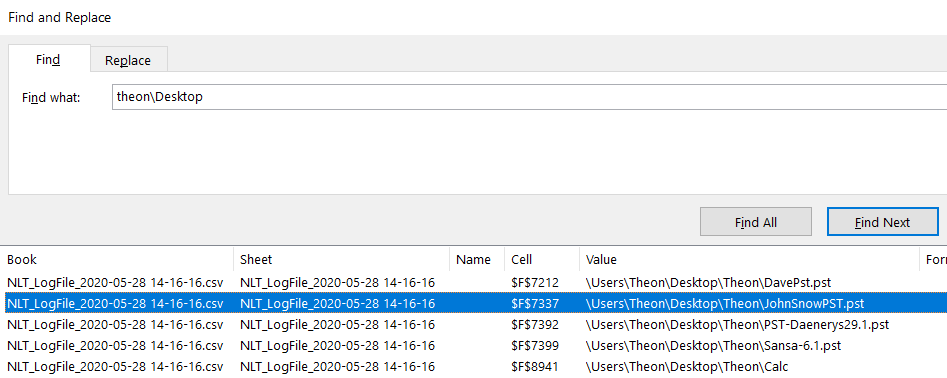 Find and Replace
Find Replace
Find what: theon\Desktop
Find All Find Next
Book Sheet Name Cell Value For
NLT_LogFile_2020-05-28 14-16-16.csv NLT_LogFile_2020-05-28 14-16-16 $F$7212 \Users\Theon\Desktop\Theon\DavePst.pst
NLT_LogFile_2020-05-28 14-16-16.csv NLT_LogFile_2020-05-28 14-16-16 $F$7337 \Users\Theon\Desktop\Theon\JohnSnowPST.pst
NLT_LogFile_2020-05-28 14-16-16.csv NLT_LogFile_2020-05-28 14-16-16 $F$7392 \Users\Theon\Desktop\Theon\PST-Daenerys29.1.pst
NLT_LogFile_2020-05-28 14-16-16.csv NLT_LogFile_2020-05-28 14-16-16 $F$7399 \Users\Theon\Desktop\Theon\Sansa-6.1.pst
NLT_LogFile_2020-05-28 14-16-16.csv NLT_LogFile_2020-05-28 14-16-16 $F$8941 \Users\Theon\Desktop\Theon\Calc